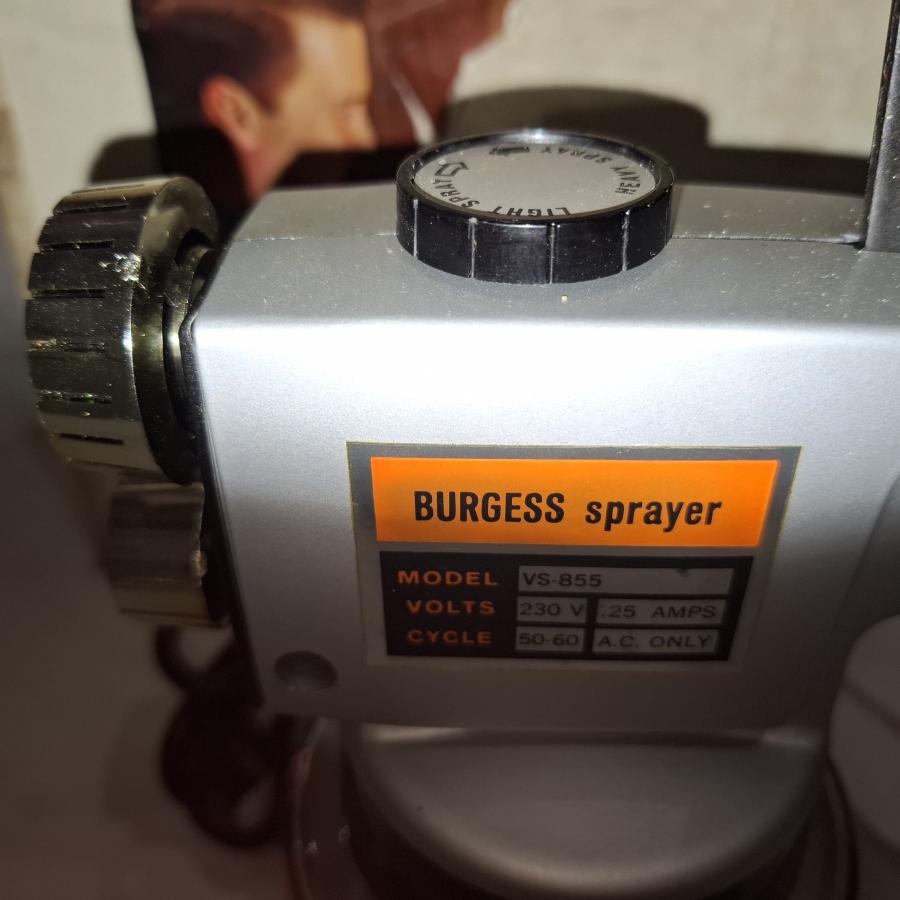 LIGHT SPRAY
HEAVY SPRAY
BURGESS sprayer
MODEL VS-855
VOLTS 230 V .25 AMPS
CYCLE 50-60 A.C. ONLY